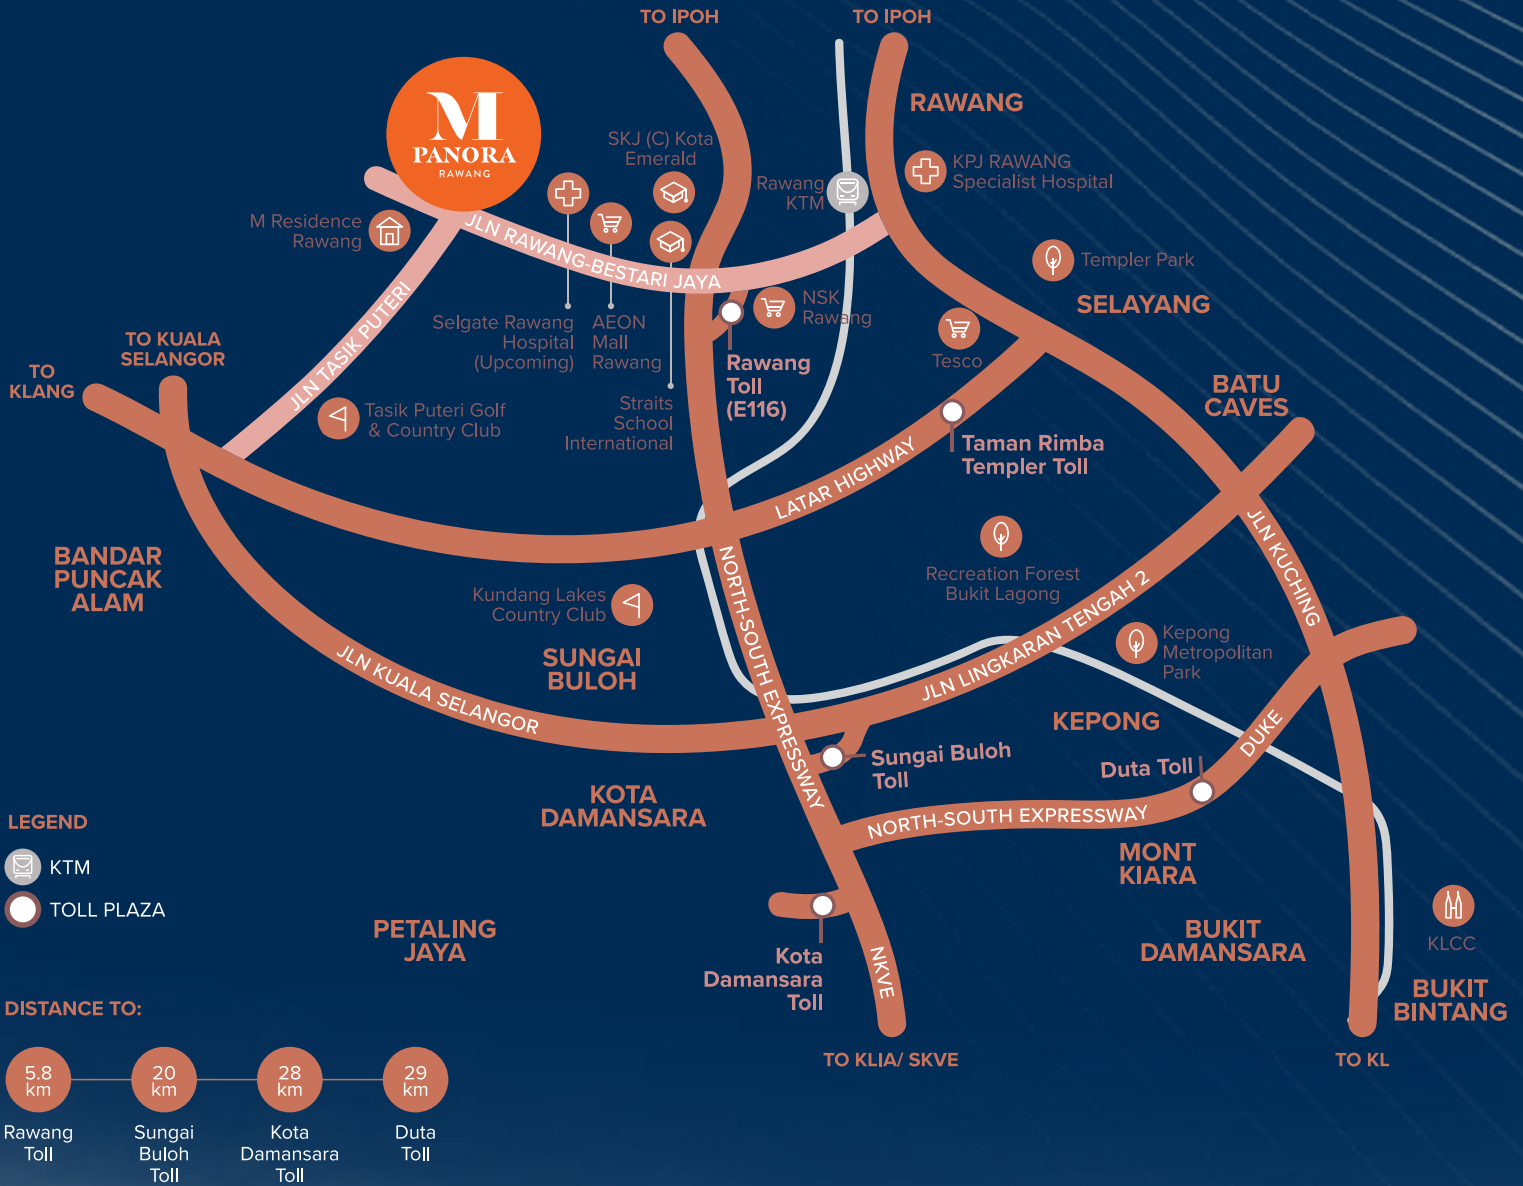 TO IPOH
TO IPOH
RAWANG
M
PANORA
RAWANG
SKJ (C) Kota
Emerald
Rawang
KTM
KPJ RAWANG
Specialist Hospital
M Residence
Rawang
JLN RAWANG-BESTARI JAYA
Templer Park
SELAYANG
JLN TASIK PUTERI
NSK
Rawang
Selgate Rawang
Hospital
(Upcoming)
AEON
Mall
Rawang
TO KUALA
SELANGOR
TO
KLANG
Rawang
Toll
(E116)
Tesco
BATU
CAVES
Tasik Puteri Golf
& Country Club
Straits
School
International
LATAR HIGHWAY
Taman Rimba
Templer Toll
JLN KUCHING
BANDAR
PUNCAK
ALAM
Kundang Lakes
Country Club
NORTH-SOUTH EXPRESSWAY
Recreation Forest
Bukit Lagong
JLN LINGKARAN TENGAH 2
Kepong
Metropolitan
Park
SUNGAI
BULOH
JLN KUALA SELANGOR
KEPONG
DUKE
Sungai Buloh
Toll
Duta Toll
KOTA
DAMANSARA
NORTH-SOUTH EXPRESSWAY
MONT
KIARA
LEGEND
KTM
TOLL PLAZA
PETALING
JAYA
Kota
Damansara
Toll
NKVE
BUKIT
DAMANSARA
KLCC
BUKIT
BINTANG
TO KLIA/ SKVE
TO KL
DISTANCE TO:
5.8
km
20
km
28
km
29
km
Rawang
Toll
Sungai
Buloh
Toll
Kota
Damansara
Toll
Duta
Toll